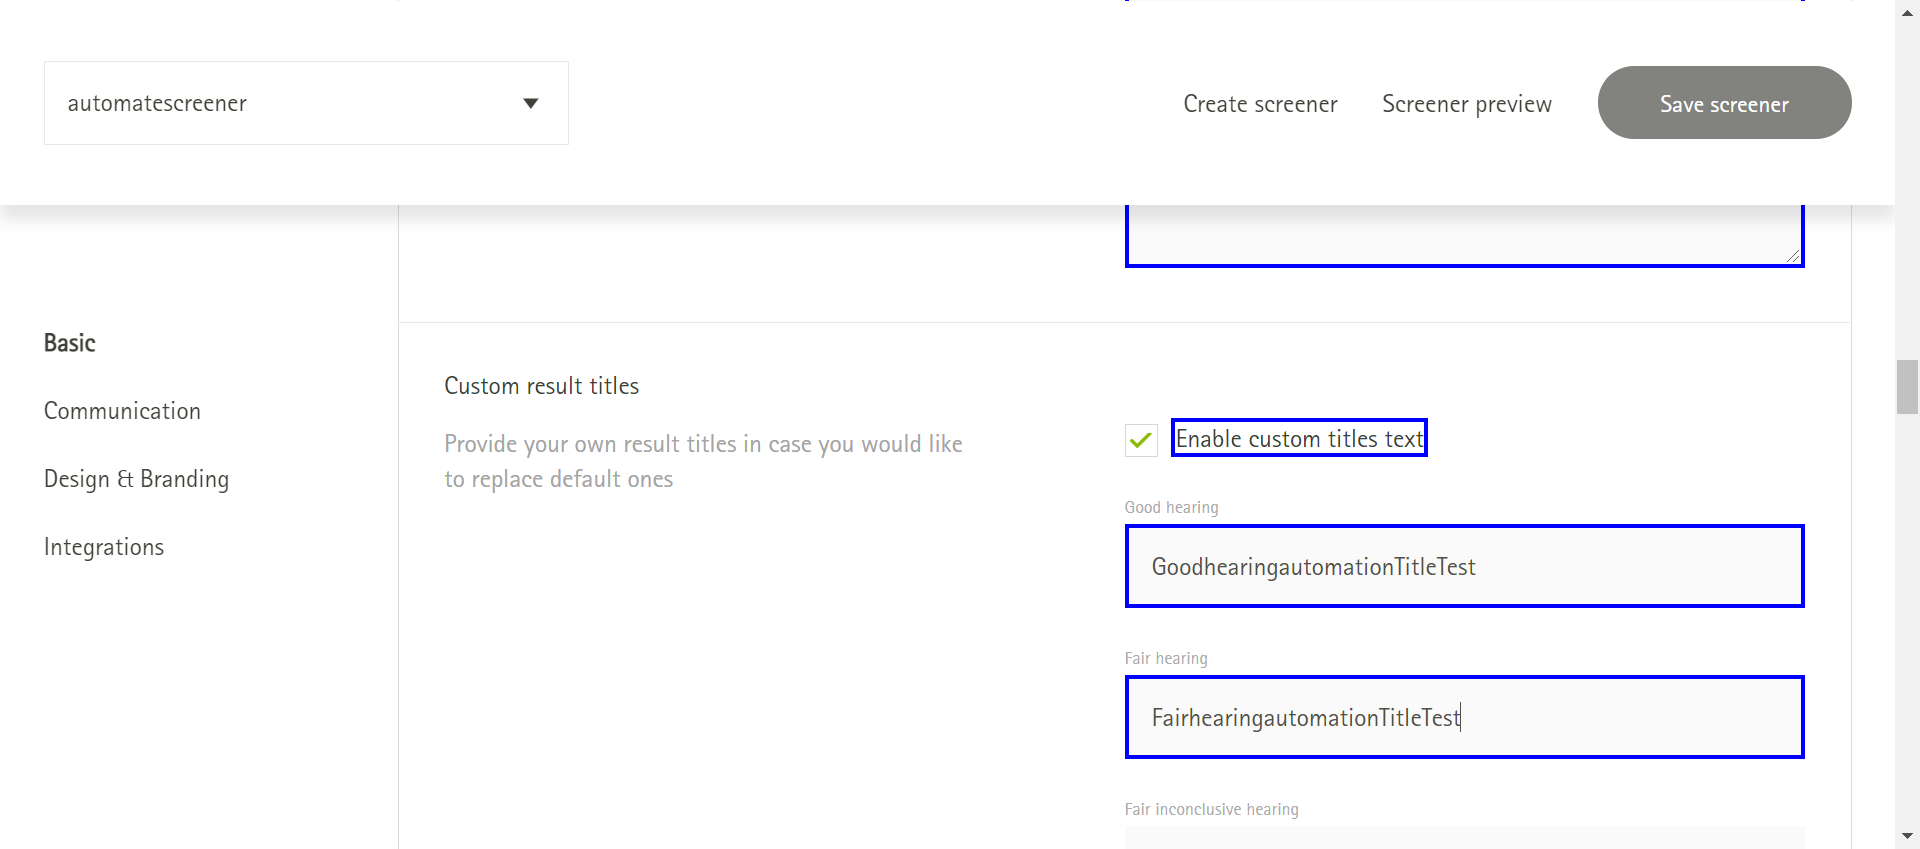 automatescreener
Create screener
Screener preview
Save screener
Basic
Communication
Design & Branding
Integrations
Custom result titles
Provide your own result titles in case you would like
to replace default ones
Enable custom titles text
Good hearing
GoodhearingautomationTitleTest
Fair hearing
FairhearingautomationTitleTest
Fair inconclusive hearing